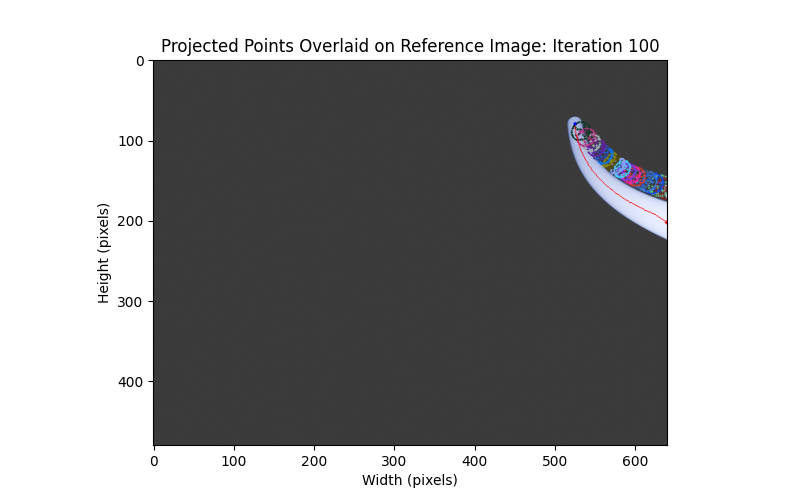 Projected Points Overlaid on Reference Image: Iteration 100
0
100
200
300
400
Height (pixels)
0 100 200 300 400 500 600
Width (pixels)